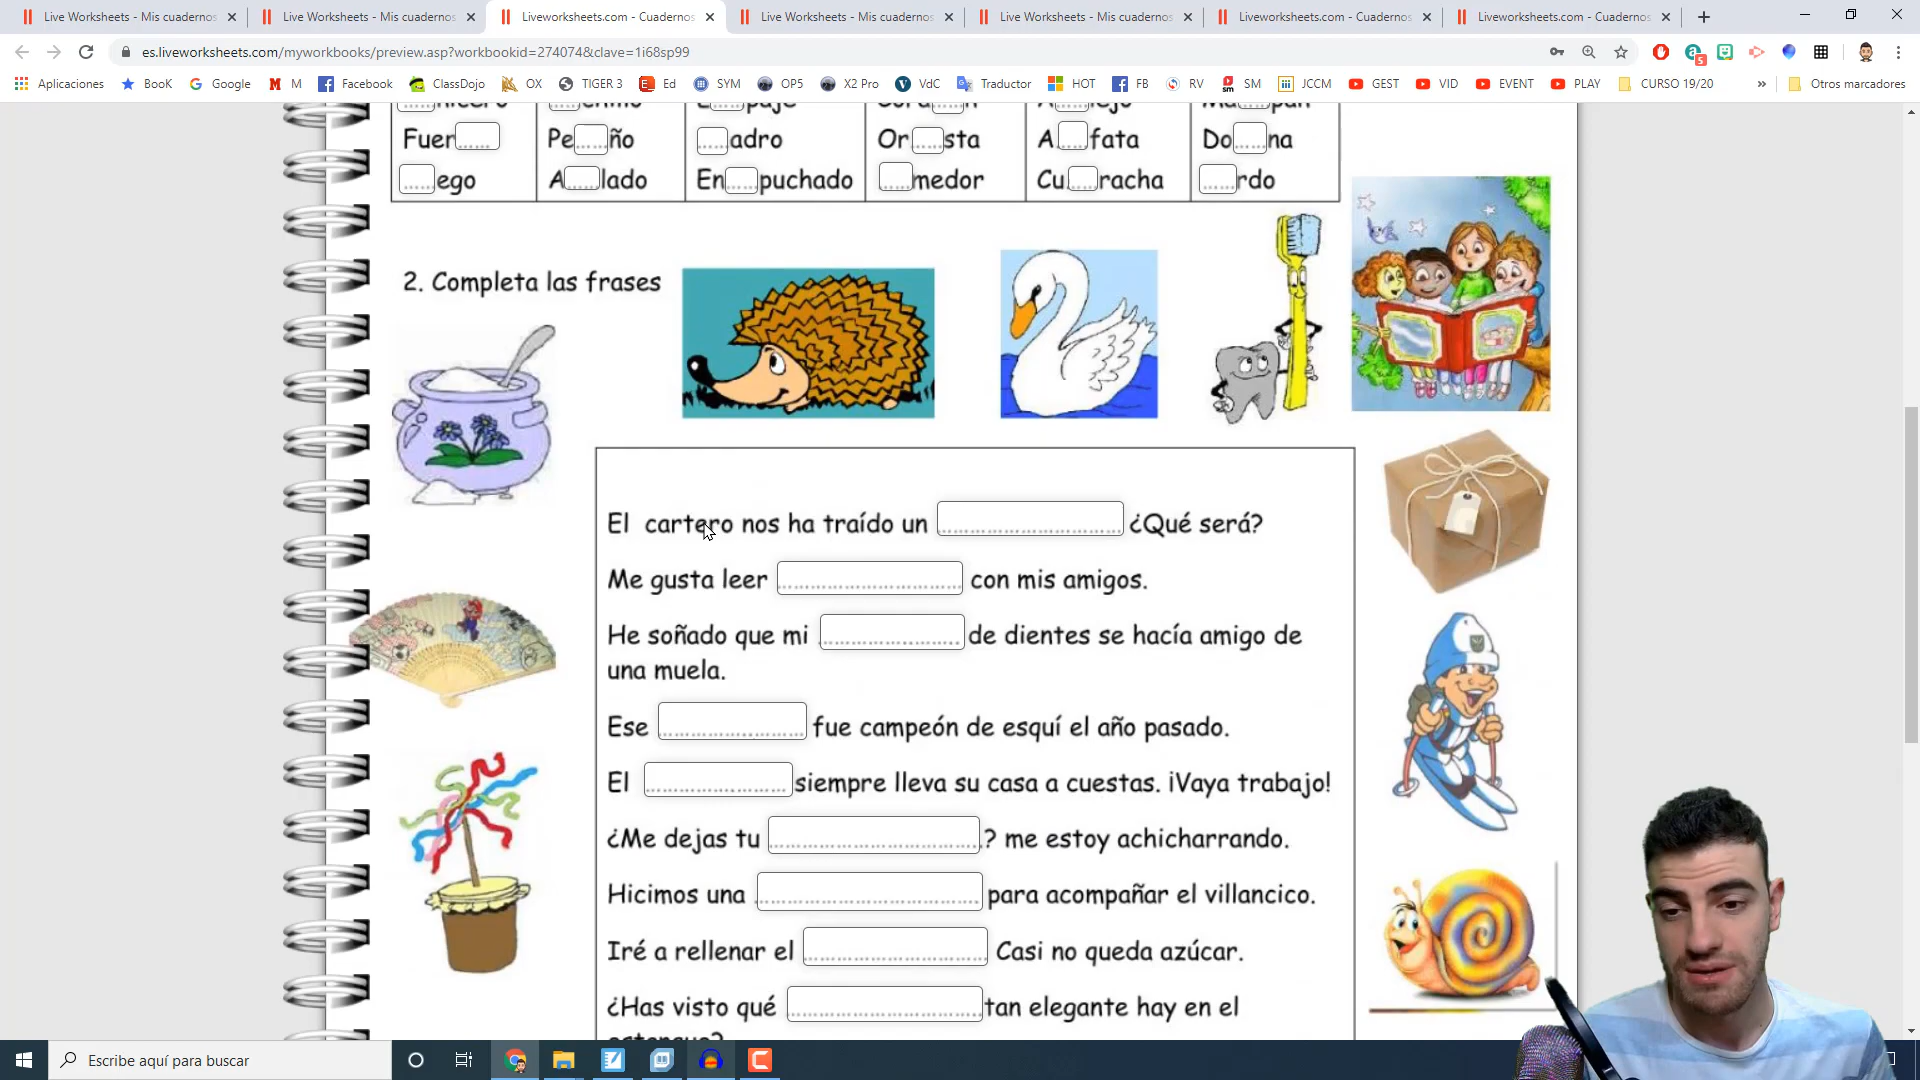 Live Worksheets - Mis cuadernos
Live Worksheets - Mis cuadernos
Liveworksheets.com - Cuadernos
Live Worksheets - Mis cuadernos
Live Worksheets - Mis cuadernos
Liveworksheets.com - Cuadernos
Liveworksheets.com - Cuadernos
es.liveworksheets.com/myworkbooks/preview.asp?workbookid=274074&clave=1i68sp99
5
Aplicaciones BooK Google M Facebook ClassDojo OX TIGER 3 Ed SYM OP5 X2 Pro VdC Traductor HOT FB RV SM JCCM GEST VID EVENT PLAY CURSO 19/20 » Otros marcadores
Fuer..... Pe.....ño .....adro Or.....sta A.....fata Do.....na
.....ego A.....lado En.....puchado .....medor Cu.....racha .....rdo
2. Completa las frases
El cartero nos ha traído un .............................. ¿Qué será?
Me gusta leer .............................. con mis amigos.
He soñado que mi ........................ de dientes se hacía amigo de
una muela.
Ese ........................ fue campeón de esquí el año pasado.
El ........................ siempre lleva su casa a cuestas. ¡Vaya trabajo!
¿Me dejas tu ..................................? me estoy achicharrando.
Hicimos una .................................... para acompañar el villancico.
Iré a rellenar el .............................. Casi no queda azúcar.
¿Has visto qué ................................ tan elegante hay en el
estanque?
Escribe aquí para buscar